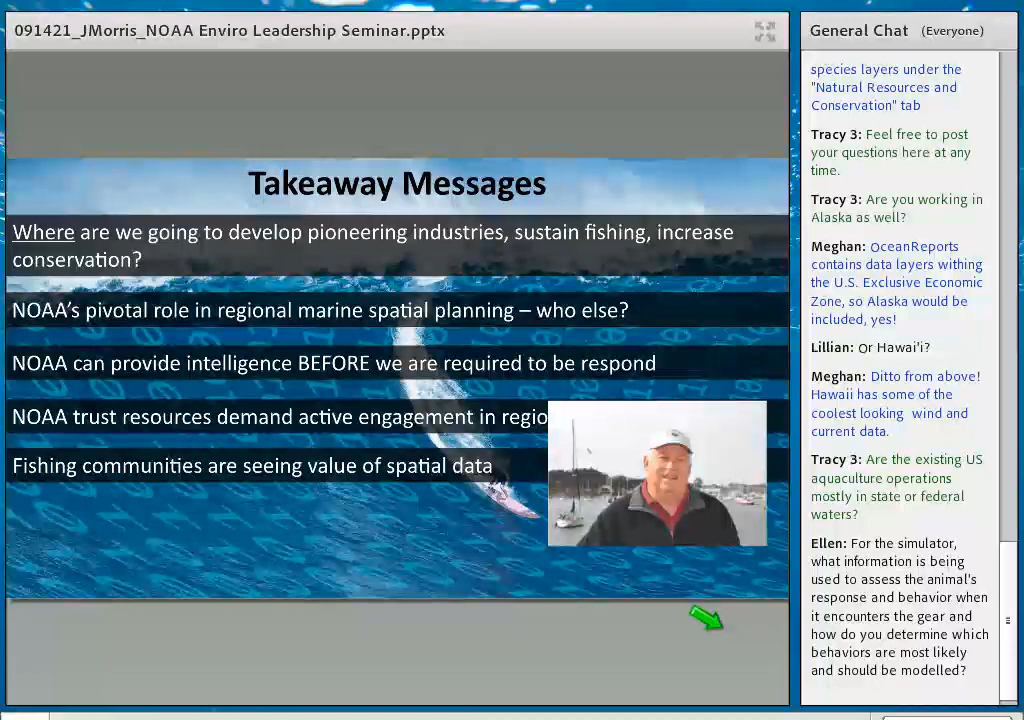 091421_JMorris_NOAA Enviro Leadership Seminar.pptx
Takeaway Messages
Where are we going to develop pioneering industries, sustain fishing, increase
conservation?
NOAA's pivotal role in regional marine spatial planning – who else?
NOAA can provide intelligence BEFORE we are required to be respond
NOAA trust resources demand active engagement in regio
Fishing communities are seeing value of spatial data
General Chat (Everyone)
species layers under the
"Natural Resources and
Conservation" tab
Tracy 3: Feel free to post
your questions here at any
time.
Tracy 3: Are you working in
Alaska as well?
Meghan: OceanReports
contains data layers withing
the U.S. Exclusive Economic
Zone, so Alaska would be
included, yes!
Lillian: Or Hawai'i?
Meghan: Ditto from above!
Hawaii has some of the
coolest looking wind and
current data.
Tracy 3: Are the existing US
aquaculture operations
mostly in state or federal
waters?
Ellen: For the simulator,
what information is being
used to assess the animal's
response and behavior when
it encounters the gear and
how do you determine which
behaviors are most likely
and should be modelled?